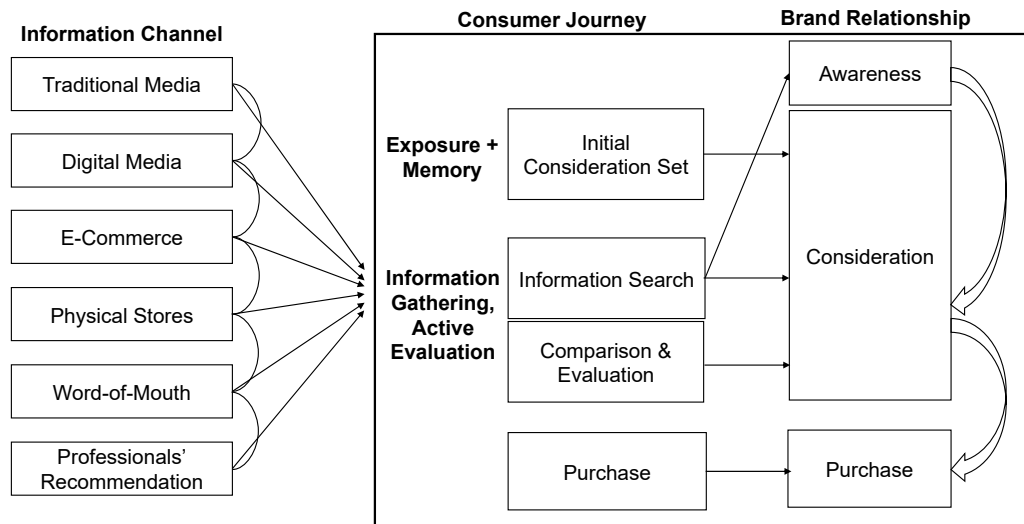 Information Channel
Traditional Media
Digital Media
E-Commerce
Physical Stores
Word-of-Mouth
Professionals’
Recommendation
Consumer Journey
Exposure +
Memory
Initial
Consideration Set
Information
Gathering,
Active
Evaluation
Information Search
Comparison &
Evaluation
Purchase
Brand Relationship
Awareness
Consideration
Purchase